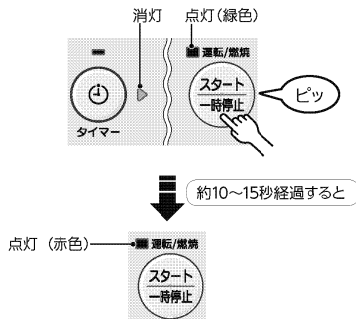 消灯
点灯(緑色)
運転/燃焼
スタート
一時停止
ピッ
タイマー
約10～15秒経過すると
点灯（赤色）
運転/燃焼
スタート
一時停止